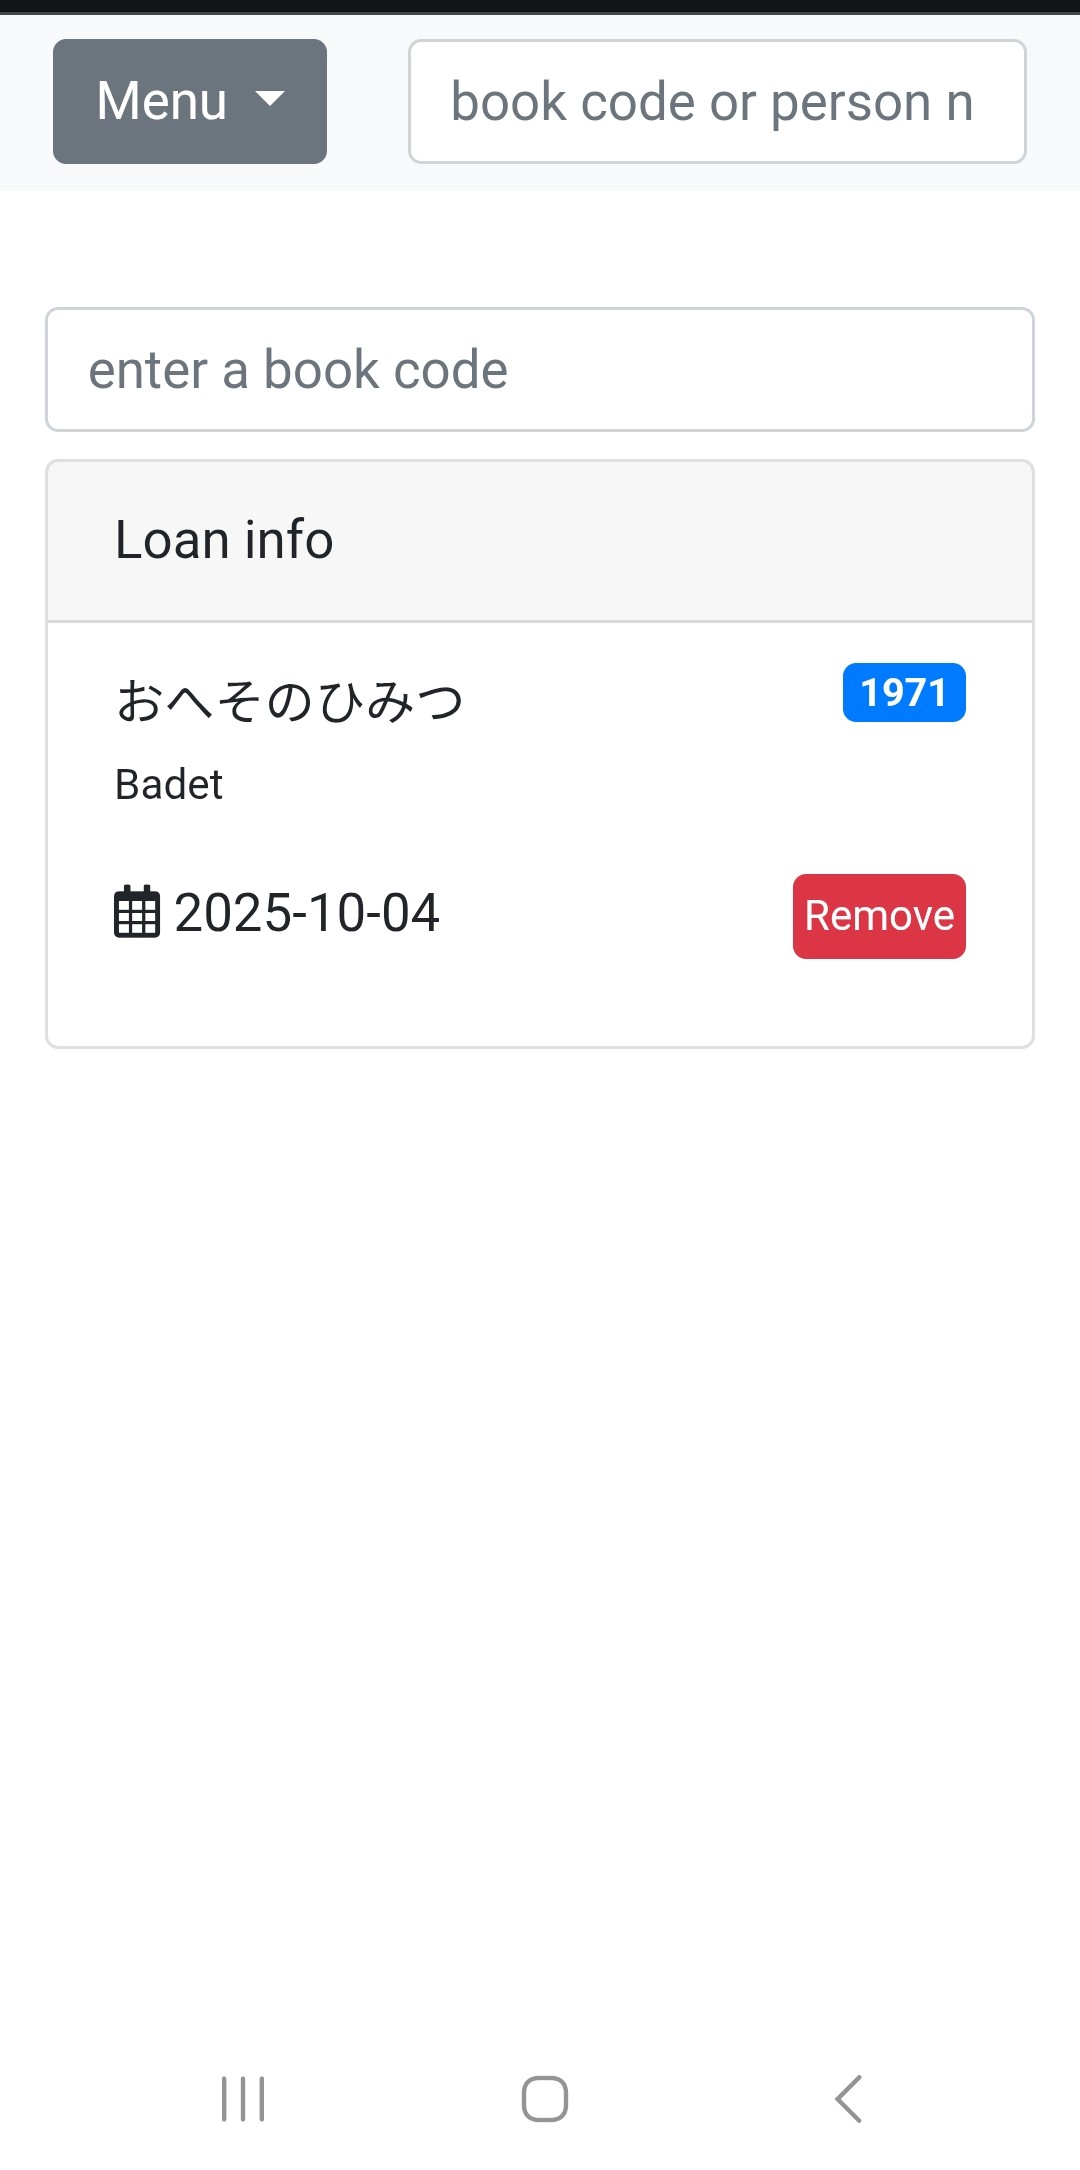 Menu
book code or person n
enter a book code
Loan info
おへそのひみつ
1971
Badet
2025-10-04
Remove